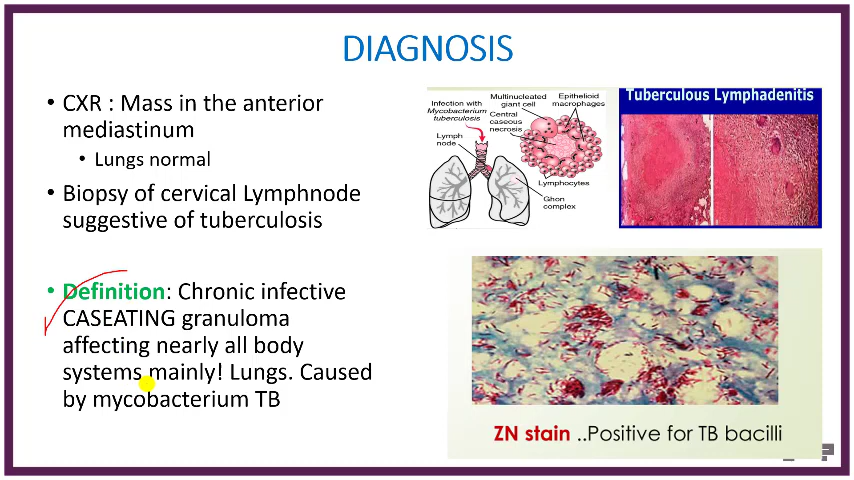 DIAGNOSIS
• CXR : Mass in the anterior
mediastinum
• Lungs normal
• Biopsy of cervical Lymphnode
suggestive of tuberculosis
• Definition: Chronic infective
CASEATING granuloma
affecting nearly all body
systems mainly! Lungs. Caused
by mycobacterium TB
Infection with
Mycobacterium
tuberculosis
Multinucleated
giant cell
Epithelioid
macrophages
Central
caseous
necrosis
Lymph
node
Lymphocytes
Ghon
complex
Tuberculous Lymphadenitis
ZN stain ..Positive for TB bacilli